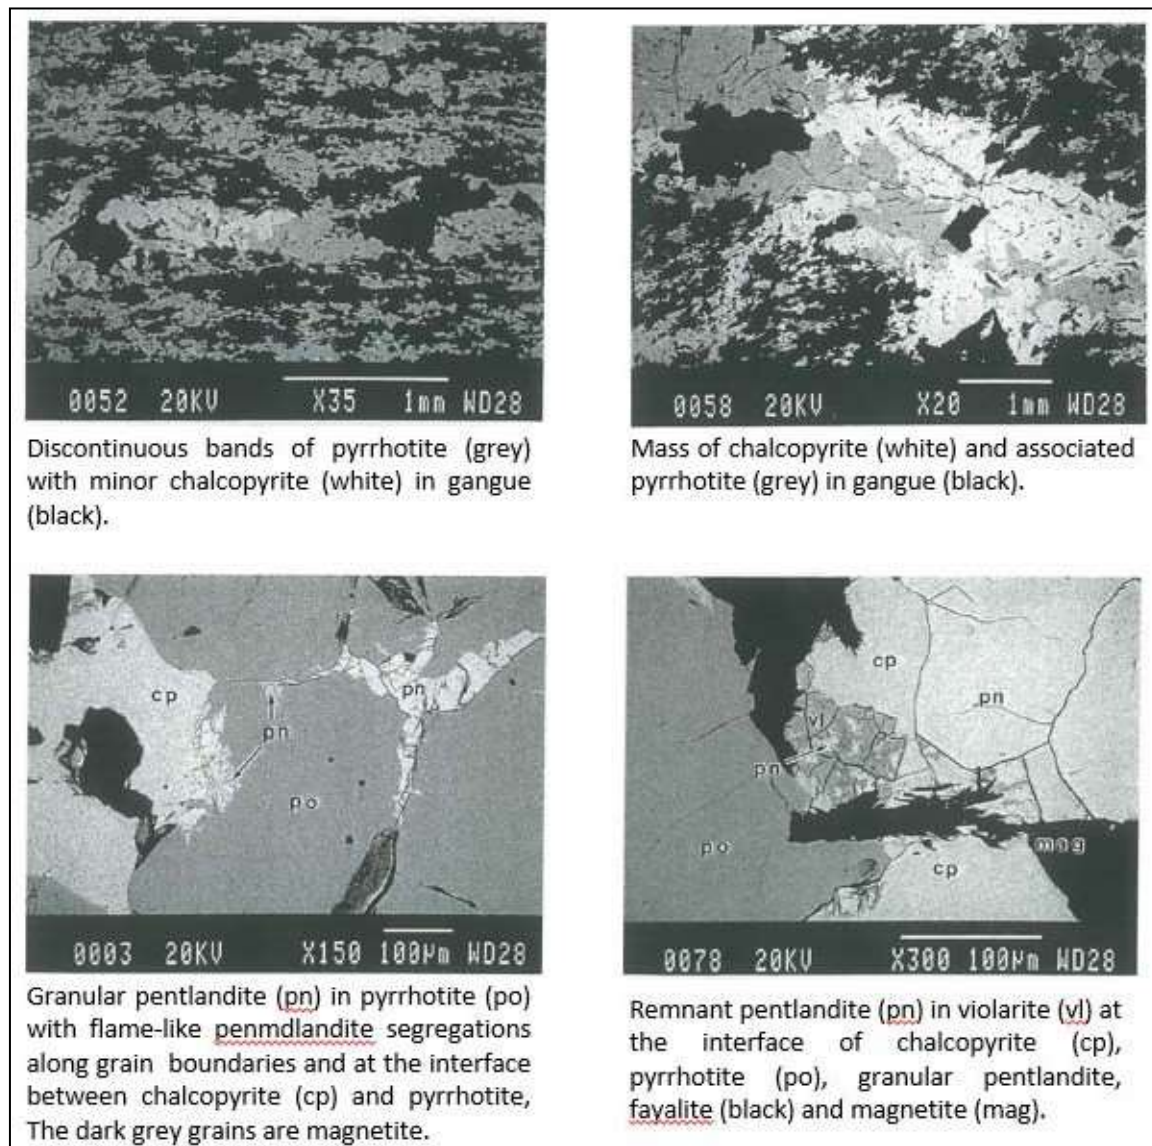 0052 20KV X35 1mm WD28
Discontinuous bands of pyrrhotite (grey)
with minor chalcopyrite (white) in gangue
(black).
0058 20KV X20 1mm WD28
Mass of chalcopyrite (white) and associated
pyrrhotite (grey) in gangue (black).
cp
pn
pn
po
0003 20KV X150 100µm WD28
Granular pentlandite (pn) in pyrrhotite (po)
with flame-like penmdlandite segregations
along grain boundaries and at the interface
between chalcopyrite (cp) and pyrrhotite,
The dark grey grains are magnetite.
cp
pn
vl
pn
po
mag
cp
0078 20KV X300 100µm WD28
Remnant pentlandite (pn) in violarite (vl) at
the interface of chalcopyrite (cp),
pyrrhotite (po), granular pentlandite,
fayalite (black) and magnetite (mag).